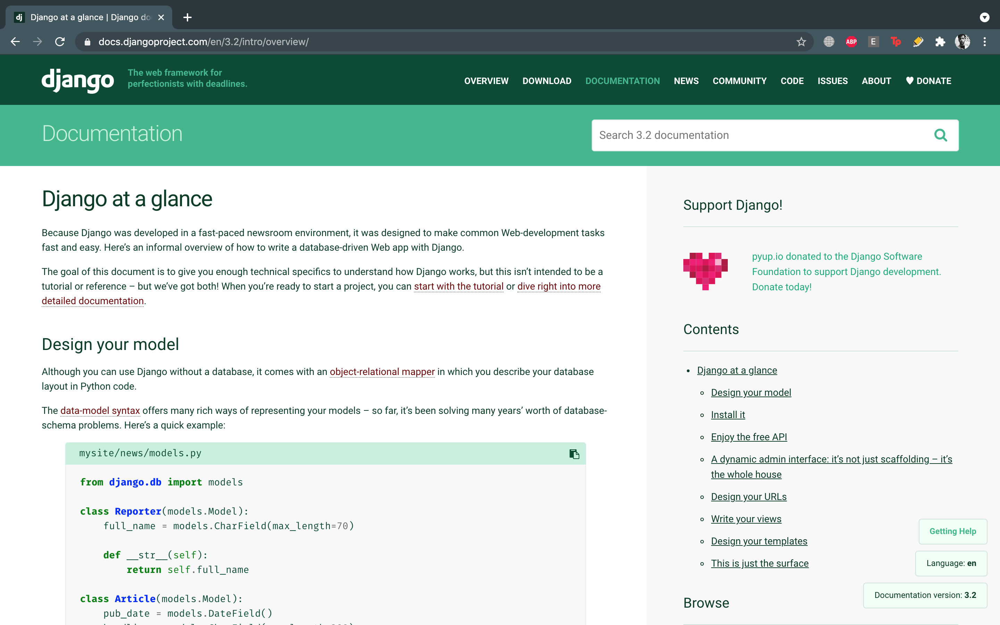 dj Django at a glance | Django do
docs.djangoproject.com/en/3.2/intro/overview/
ABP
E
Tp
django
The web framework for
perfectionists with deadlines.
OVERVIEW DOWNLOAD DOCUMENTATION NEWS COMMUNITY CODE ISSUES ABOUT ♥ DONATE
Documentation
Search 3.2 documentation
Django at a glance
Because Django was developed in a fast-paced newsroom environment, it was designed to make common Web-development tasks
fast and easy. Here’s an informal overview of how to write a database-driven Web app with Django.
The goal of this document is to give you enough technical specifics to understand how Django works, but this isn’t intended to be a
tutorial or reference – but we’ve got both! When you’re ready to start a project, you can start with the tutorial or dive right into more
detailed documentation.
Design your model
Although you can use Django without a database, it comes with an object-relational mapper in which you describe your database
layout in Python code.
The data-model syntax offers many rich ways of representing your models – so far, it’s been solving many years’ worth of database-
schema problems. Here’s a quick example:
mysite/news/models.py
from django.db import models
class Reporter(models.Model):
    full_name = models.CharField(max_length=70)
    def __str__(self):
        return self.full_name
class Article(models.Model):
    pub_date = models.DateField()
Support Django!
pyup.io donated to the Django Software
Foundation to support Django development.
Donate today!
Contents
Django at a glance
Design your model
Install it
Enjoy the free API
A dynamic admin interface: it’s not just scaffolding – it’s
the whole house
Design your URLs
Write your views
Design your templates
This is just the surface
Browse
Getting Help
Language: en
Documentation version: 3.2